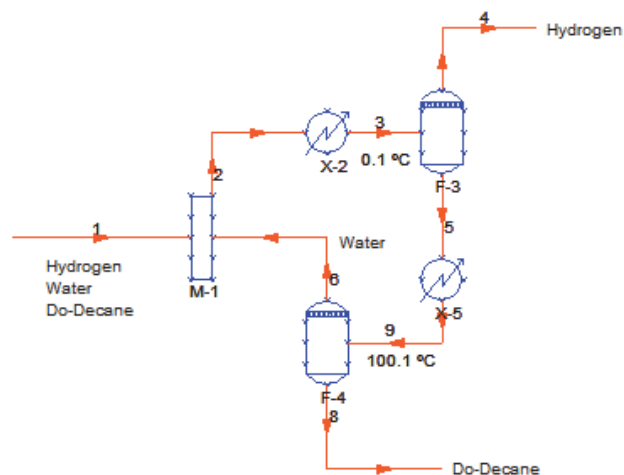 4
Hydrogen
3
X-2
0.1 ºC
F-3
2
1
Water
5
Hydrogen
Water
Do-Decane
M-1
6
X-5
9
100.1 ºC
F-4
8
Do-Decane